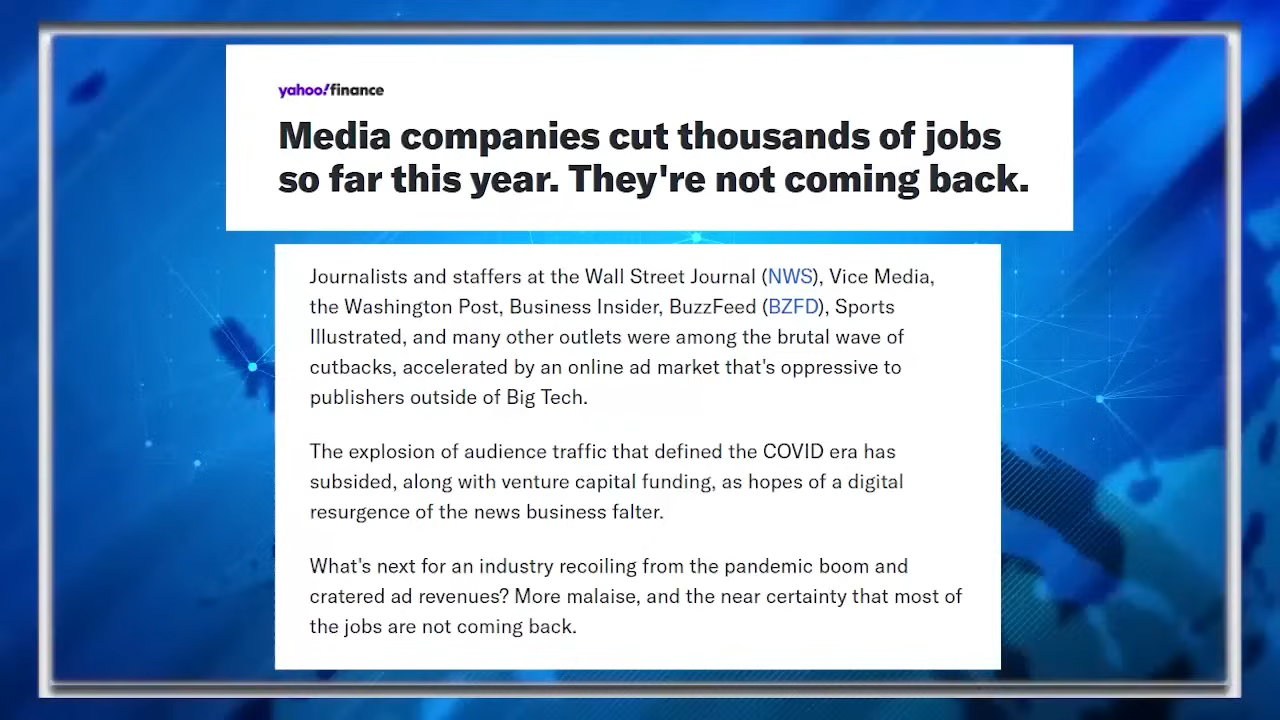 yahoo!finance
Media companies cut thousands of jobs
so far this year. They're not coming back.
Journalists and staffers at the Wall Street Journal (NWS), Vice Media,
the Washington Post, Business Insider, BuzzFeed (BZFD), Sports
Illustrated, and many other outlets were among the brutal wave of
cutbacks, accelerated by an online ad market that's oppressive to
publishers outside of Big Tech.
The explosion of audience traffic that defined the COVID era has
subsided, along with venture capital funding, as hopes of a digital
resurgence of the news business falter.
What's next for an industry recoiling from the pandemic boom and
cratered ad revenues? More malaise, and the near certainty that most of
the jobs are not coming back.